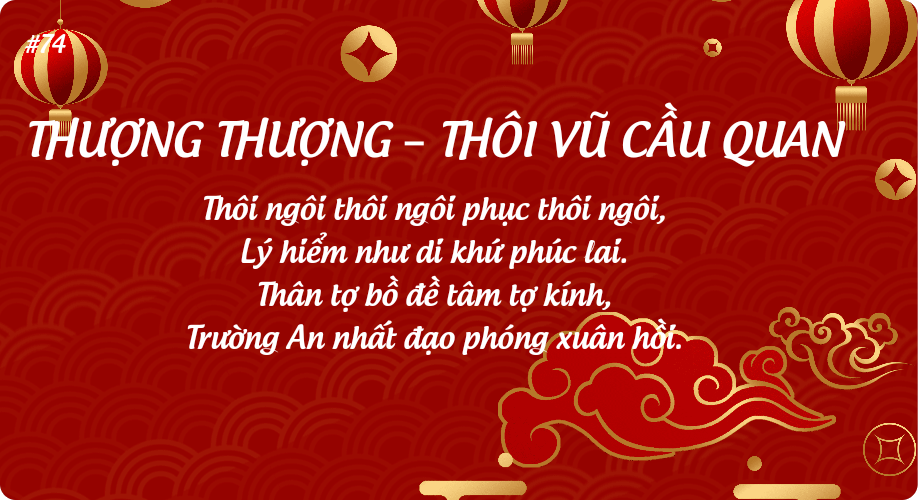 #74
THƯỢNG THƯỢNG – THÔI VŨ CẦU QUAN
Thôi ngôi thôi ngôi phục thôi ngôi,
Lý hiểm như di khứ phúc lai.
Thân tợ bồ đề tâm tợ kính,
Trường An nhất đạo phóng xuân hồi.